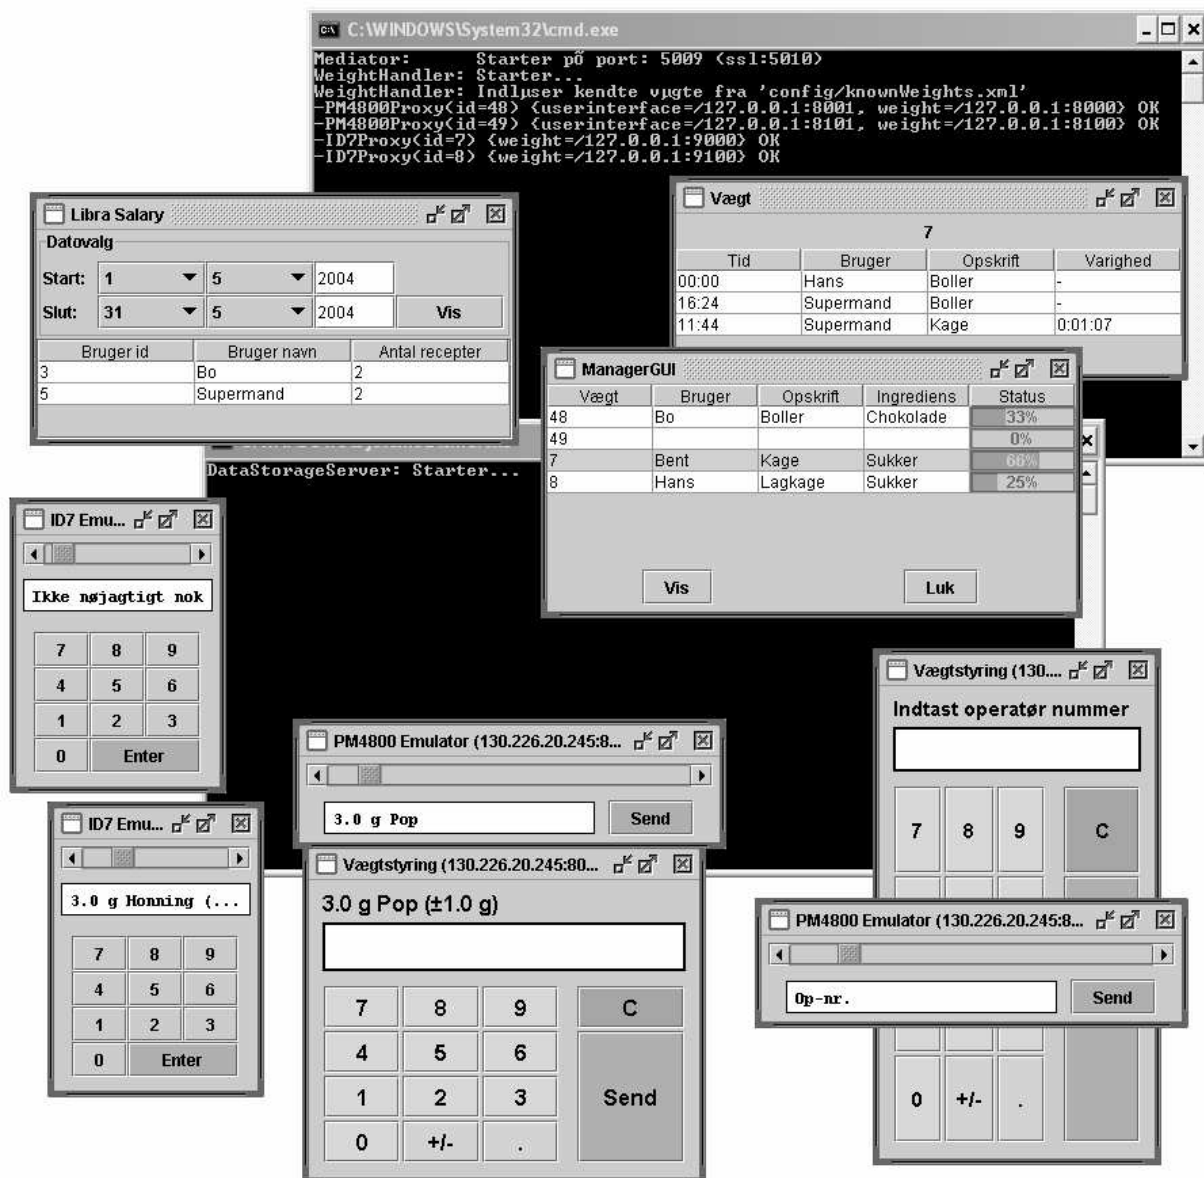 C:\WINDOWS\System32\cmd.exe
Mediator: Starter põ port: 5009 (ssl:5010)
WeightHandler: Starter...
WeightHandler: Indlµser kendte vµgte fra 'config/knownWeights.xml'
-PM4800Proxy(id=48) {userinterface=/127.0.0.1:8001, weight=/127.0.0.1:8000} OK
-PM4800Proxy(id=49) {userinterface=/127.0.0.1:8101, weight=/127.0.0.1:8100} OK
-ID7Proxy(id=7) {weight=/127.0.0.1:9000} OK
-ID7Proxy(id=8) {weight=/127.0.0.1:9100} OK
Libra Salary
Datovalg
Start: 1 5 2004
Slut: 31 5 2004 Vis
Bruger id Bruger navn Antal recepter
3 Bo 2
5 Supermand 2
Vægt
7
Tid Bruger Opskrift Varighed
00:00 Hans Boller -
16:24 Supermand Boller -
11:44 Supermand Kage 0:01:07
ManagerGUI
Vægt Bruger Opskrift Ingrediens Status
48 Bo Boller Chokolade 33%
49 0%
7 Bent Kage Sukker 66%
8 Hans Lagkage Sukker 25%
Vis Luk
DataStorageServer: Starter...
ID7 Emu...
Ikke nøjagtigt nok
7 8 9
4 5 6
1 2 3
0 Enter
ID7 Emu...
3.0 g Honning (...
7 8 9
4 5 6
1 2 3
0 Enter
PM4800 Emulator (130.226.20.245:8...
3.0 g Pop Send
Vægtstyring (130.226.20.245:80...
3.0 g Pop (±1.0 g)
7 8 9 C
4 5 6
1 2 3 Send
0 +/- .
Vægtstyring (130....
Indtast operatør nummer
7 8 9 C
PM4800 Emulator (130.226.20.245:8...
Op-nr. Send
0 +/- .